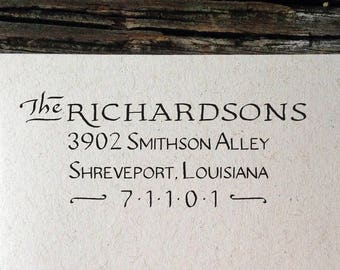 The RICHARDSONS
3902 SMITHSON ALLEY
SHREVEPORT, LOUISIANA
7·1·1·0·1